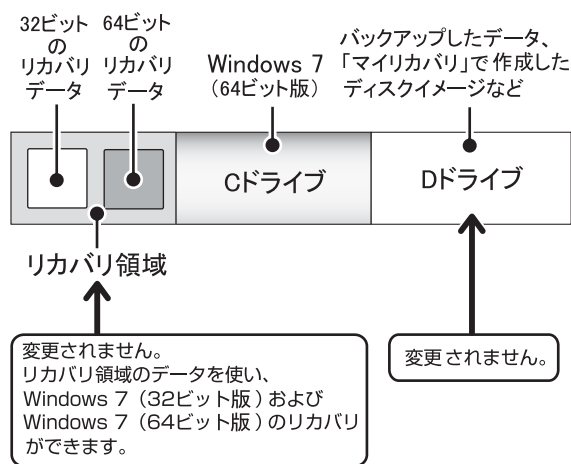 32ビット
の
リカバリ
データ
64ビット
の
リカバリ
データ
Windows 7
（64ビット版）
バックアップしたデータ、
「マイリカバリ」で作成した
ディスクイメージなど
Cドライブ
Dドライブ
リカバリ領域
変更されません。
リカバリ領域のデータを使い、
Windows 7（32ビット版）および
Windows 7（64ビット版）のリカバリ
ができます。
変更されません。